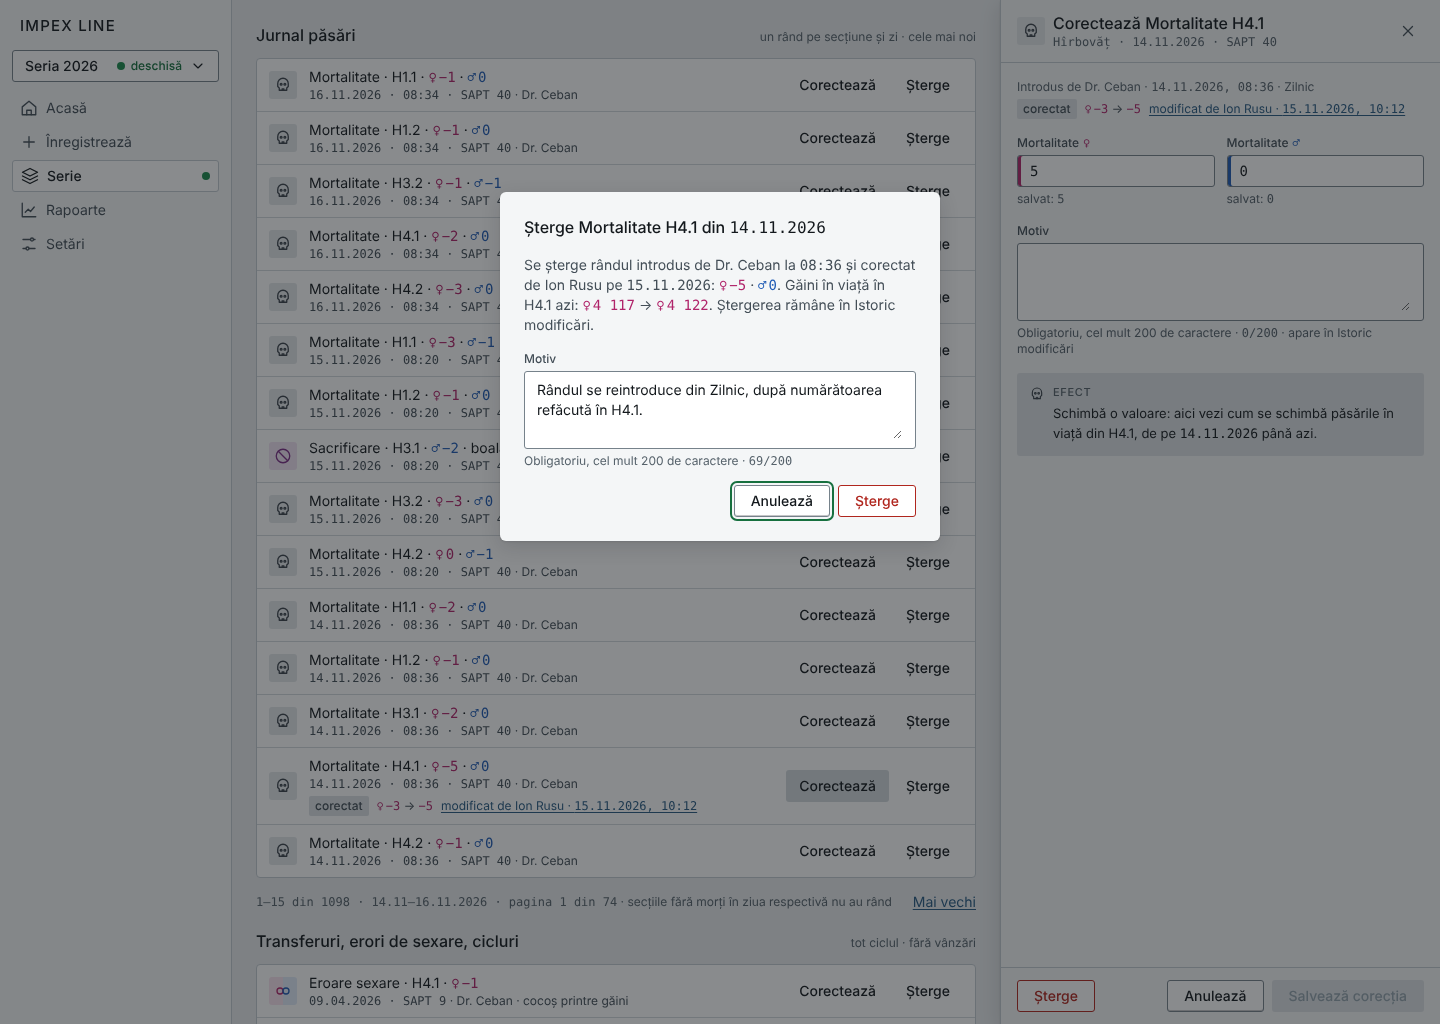 IMPEX LINE
Seria 2026 deschisă
Acasă
Înregistrează
Serie
Rapoarte
Setări
Jurnal păsări
un rând pe secțiune și zi · cele mai noi
Mortalitate · H1.1 · ♀−1 · ♂0
16.11.2026 · 08:34 · SAPT 40 · Dr. Ceban
Corectează Șterge
Mortalitate · H1.2 · ♀−1 · ♂0
16.11.2026 · 08:34 · SAPT 40 · Dr. Ceban
Corectează Șterge
Mortalitate · H3.2 · ♀−1 · ♂−1
16.11.2026 · 08:34 · SAPT
Mortalitate · H4.1 · ♀−2 · ♂0
16.11.2026 · 08:34 · SAPT
Mortalitate · H4.2 · ♀−3 · ♂0
16.11.2026 · 08:34 · SAPT
Mortalitate · H1.1 · ♀−3 · ♂−1
15.11.2026 · 08:20 · SAPT
Mortalitate · H1.2 · ♀−1 · ♂0
15.11.2026 · 08:20 · SAPT
Sacrificare · H3.1 · ♂−2 ·
15.11.2026 · 08:20 · SAPT
Mortalitate · H3.2 · ♀−3 · ♂0
15.11.2026 · 08:20 · SAPT
Mortalitate · H4.2 · ♀0 · ♂−1
15.11.2026 · 08:20 · SAPT 40 · Dr. Ceban
Corectează Șterge
Mortalitate · H1.1 · ♀−2 · ♂0
14.11.2026 · 08:36 · SAPT 40 · Dr. Ceban
Corectează Șterge
Mortalitate · H1.2 · ♀−1 · ♂0
14.11.2026 · 08:36 · SAPT 40 · Dr. Ceban
Corectează Șterge
Mortalitate · H3.1 · ♀−2 · ♂0
14.11.2026 · 08:36 · SAPT 40 · Dr. Ceban
Corectează Șterge
Mortalitate · H4.1 · ♀−5 · ♂0
14.11.2026 · 08:36 · SAPT 40 · Dr. Ceban
corectat ♀−3 → −5 modificat de Ion Rusu · 15.11.2026, 10:12
Corectează Șterge
Mortalitate · H4.2 · ♀−1 · ♂0
14.11.2026 · 08:36 · SAPT 40 · Dr. Ceban
Corectează Șterge
1–15 din 1098 · 14.11–16.11.2026 · pagina 1 din 74 · secțiile fără morți în ziua respectivă nu au rând
Mai vechi
Transferuri, erori de sexare, cicluri
tot ciclul · fără vânzări
Eroare sexare · H4.1 · ♀−1
09.04.2026 · SAPT 9 · Dr. Ceban · cocoș printre găini
Corectează Șterge
Șterge Mortalitate H4.1 din 14.11.2026
Se șterge rândul introdus de Dr. Ceban la 08:36 și corectat
de Ion Rusu pe 15.11.2026: ♀−5 · ♂0. Găini în viață în
H4.1 azi: ♀4 117 → ♀4 122. Ștergerea rămâne în Istoric
modificări.
Motiv
Rândul se reintroduce din Zilnic, după numărătoarea
refăcută în H4.1.
Obligatoriu, cel mult 200 de caractere · 69/200
Anulează Șterge
Corectează Mortalitate H4.1
Hîrbovăț · 14.11.2026 · SAPT 40
Introdus de Dr. Ceban · 14.11.2026, 08:36 · Zilnic
corectat ♀−3 → −5 modificat de Ion Rusu · 15.11.2026, 10:12
Mortalitate ♀ Mortalitate ♂
5 0
salvat: 5 salvat: 0
Motiv
Obligatoriu, cel mult 200 de caractere · 0/200 · apare în Istoric
modificări
EFECT
Schimbă o valoare: aici vezi cum se schimbă păsările în
viață din H4.1, de pe 14.11.2026 până azi.
Șterge Anulează Salvează corecția